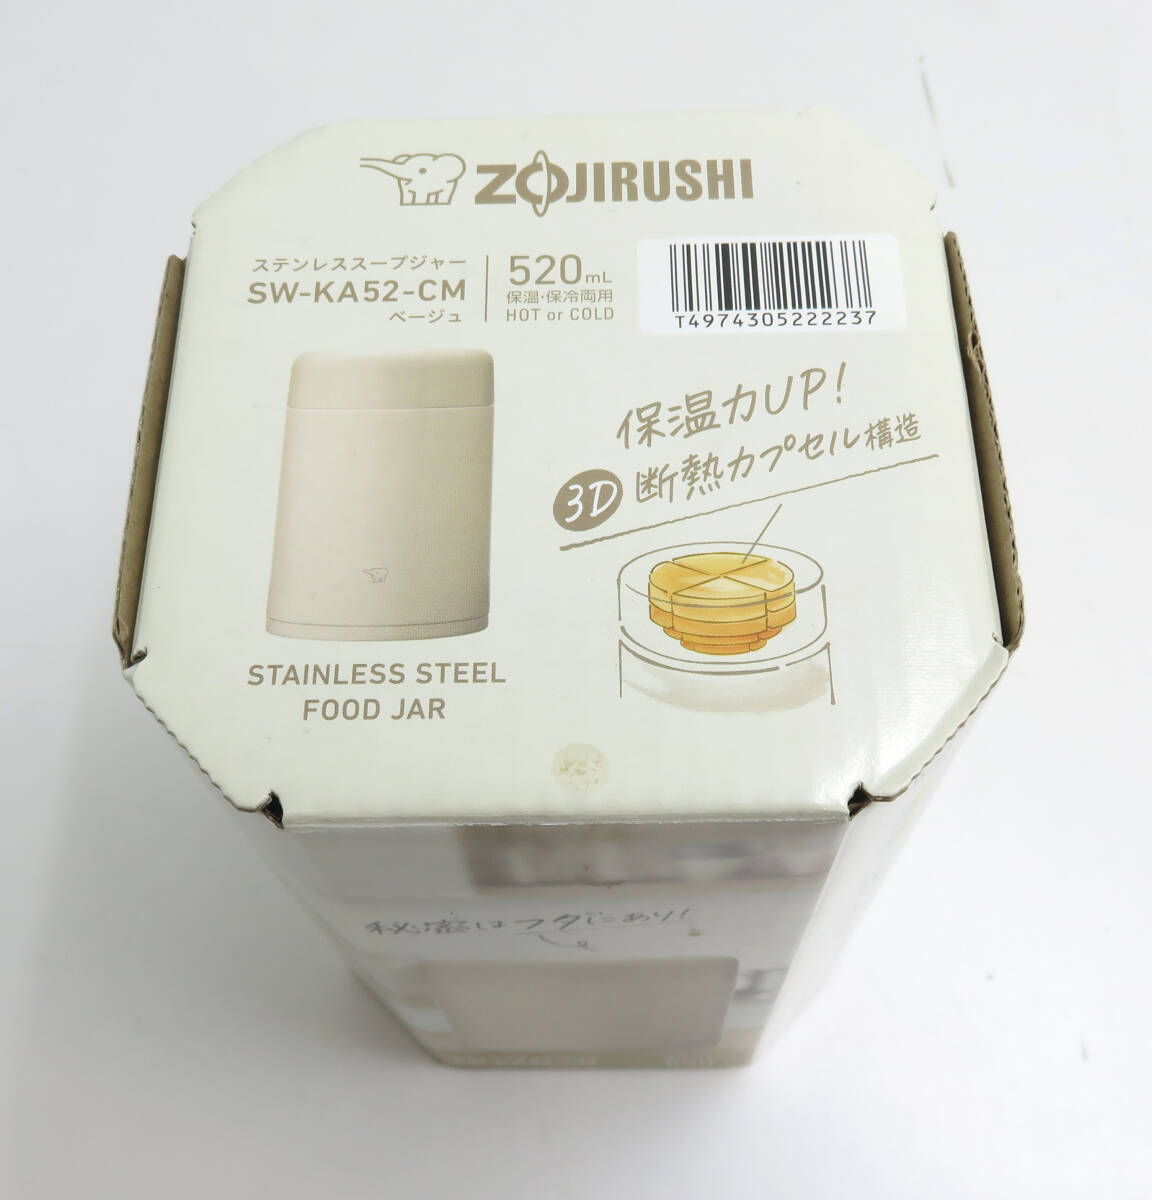 ZOJIRUSHI
ステンレススープジャー
SW-KA52-CM
ベージュ
520mL
保温・保冷両用
HOT or COLD
T4974305222237
保温力UP!
3D断熱カプセル構造
STAINLESS STEEL
FOOD JAR
秘密はフタにあり!